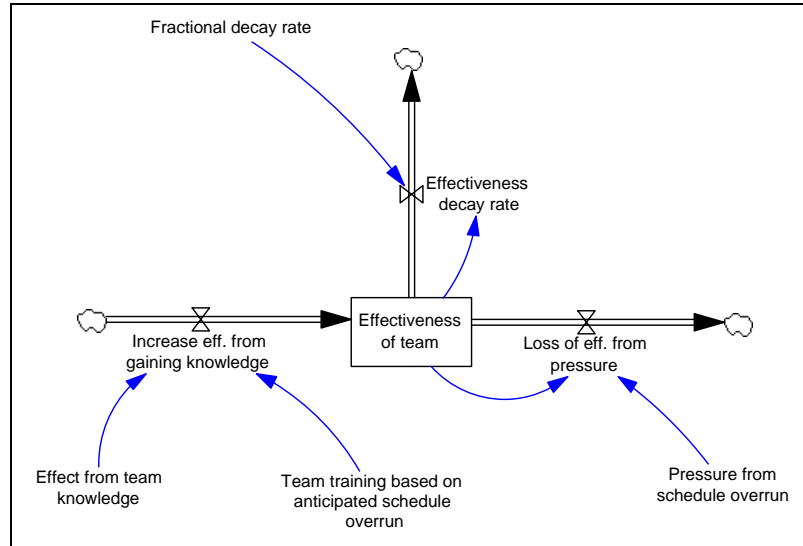 Fractional decay rate
Effectiveness
decay rate
Effectiveness
of team
Increase eff. from
gaining knowledge
Loss of eff. from
pressure
Effect from team
knowledge
Team training based on
anticipated schedule
overrun
Pressure from
schedule overrun